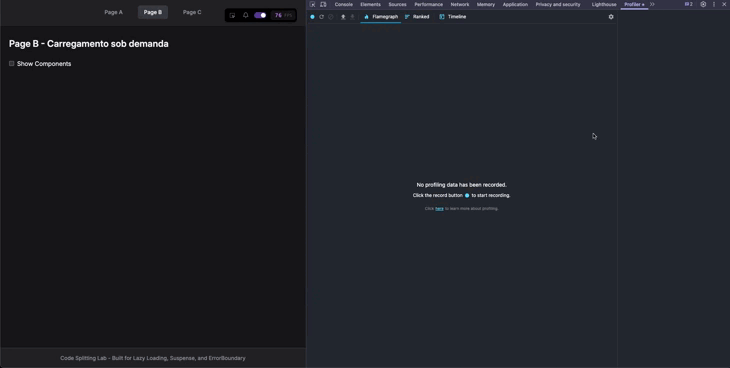 Page A Page B Page C 76 FPS
Page B - Carregamento sob demanda
Show Components
Code Splitting Lab - Built for Lazy Loading, Suspense, and ErrorBoundary
Console Elements Sources Performance Network Memory Application Privacy and security Lighthouse Profiler 2
Flamegraph Ranked Timeline
No profiling data has been recorded.
Click the record button to start recording.
Click here to learn more about profiling.